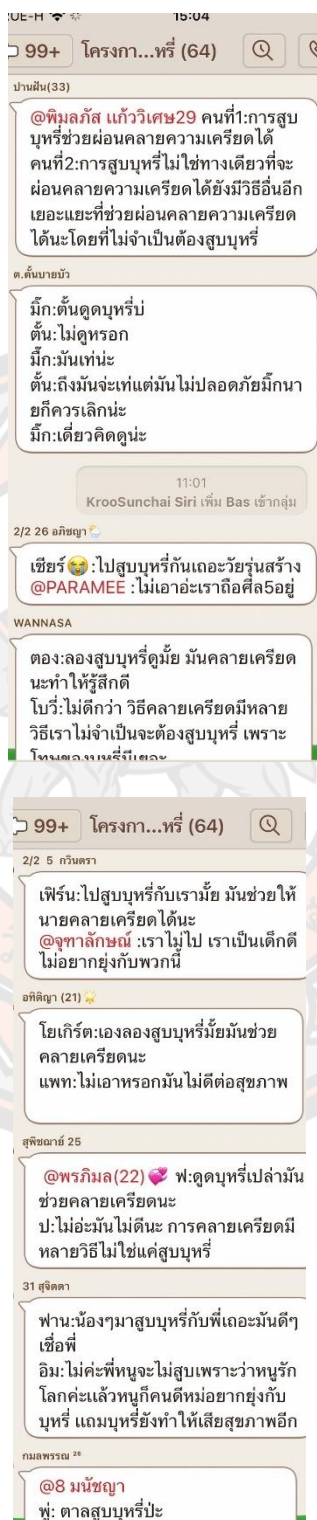 15:04
99+ โครงกา...หรี่ (64)
ปานฝัน(33)
@พิมลภัส แก้ววิเศษ29 คนที่1:การสูบ
บุหรี่ช่วยผ่อนคลายความเครียดได้
คนที่2:การสูบบุหรี่ไม่ใช่ทางเดียวที่จะ
ผ่อนคลายความเครียดได้ยังมีวิธีอื่นอีก
เยอะแยะที่ช่วยผ่อนคลายความเครียด
ได้นะโดยที่ไม่จำเป็นต้องสูบบุหรี่
ต.ต้นบายบัว
มิ๊ก:ตั้นดูดบุหรี่บ่
ตั้น:ไม่ดูหรอก
มิ๊ก:มันเท่น่ะ
ตั้น:ถึงมันจะเท่แต่มันไม่ปลอดภัยมิ๊กนา
ยก็ควรเลิกน่ะ
มิ๊ก:เดี่ยวคิดดูน่ะ
11:01
KrooSunchai Siri เพิ่ม Bas เข้ากลุ่ม
2/2 26 อภิชญา
เชียร์😭:ไปสูบบุหรี่กันเถอะวัยรุ่นสร้าง
@PARAMEE :ไม่เอาอ่ะเราถือศีล5อยู่
WANNASA
ตอง:ลองสูบบุหรี่ดูมั้ย มันคลายเครียด
นะทำให้รู้สึกดี
โบวี่:ไม่ดีกว่า วิธีคลายเครียดมีหลาย
วิธีเราไม่จำเป็นจะต้องสูบบุหรี่ เพราะ
โทษของบุหรี่มีเยอะ
99+ โครงกา...หรี่ (64)
2/2 5 กวินตรา
เฟิร์น:ไปสูบบุหรี่กับเรามั้ย มันช่วยให้
นายคลายเครียดได้นะ
@จุฑาลักษณ์ :เราไม่ไป เราเป็นเด็กดี
ไม่อยากยุ่งกับพวกนี้
อทิติญา (21)
โยเกิร์ต:เองลองสูบบุหรี่มั้ยมันช่วย
คลายเครียดนะ
แพท:ไม่เอาหรอกมันไม่ดีต่อสุขภาพ
สุพิชฌาย์ 25
@พรภิมล(22)💞 ฟ:ดูดบุหรี่เปล่ามัน
ช่วยคลายเครียดนะ
ป:ไม่อ่ะมันไม่ดีนะ การคลายเครียดมี
หลายวิธีไม่ใช่แค่สูบบุหรี่
31 สุจิตตา
ฟาน:น้องๆมาสูบบุหรี่กับพี่เถอะมันดีๆ
เชื่อพี่
อิม:ไม่ค่ะพี่หนูจะไม่สูบเพราะว่าหนูรัก
โลกค่ะแล้วหนูก็คนดีหม่อยากยุ่งกับ
บุหรี่ แถมบุหรี่ยังทำให้เสียสุขภาพอีก
กมลพรรณ ²⁶
@8 มนัชญา
พู่: ตาลสูบบุหรี่ปะ